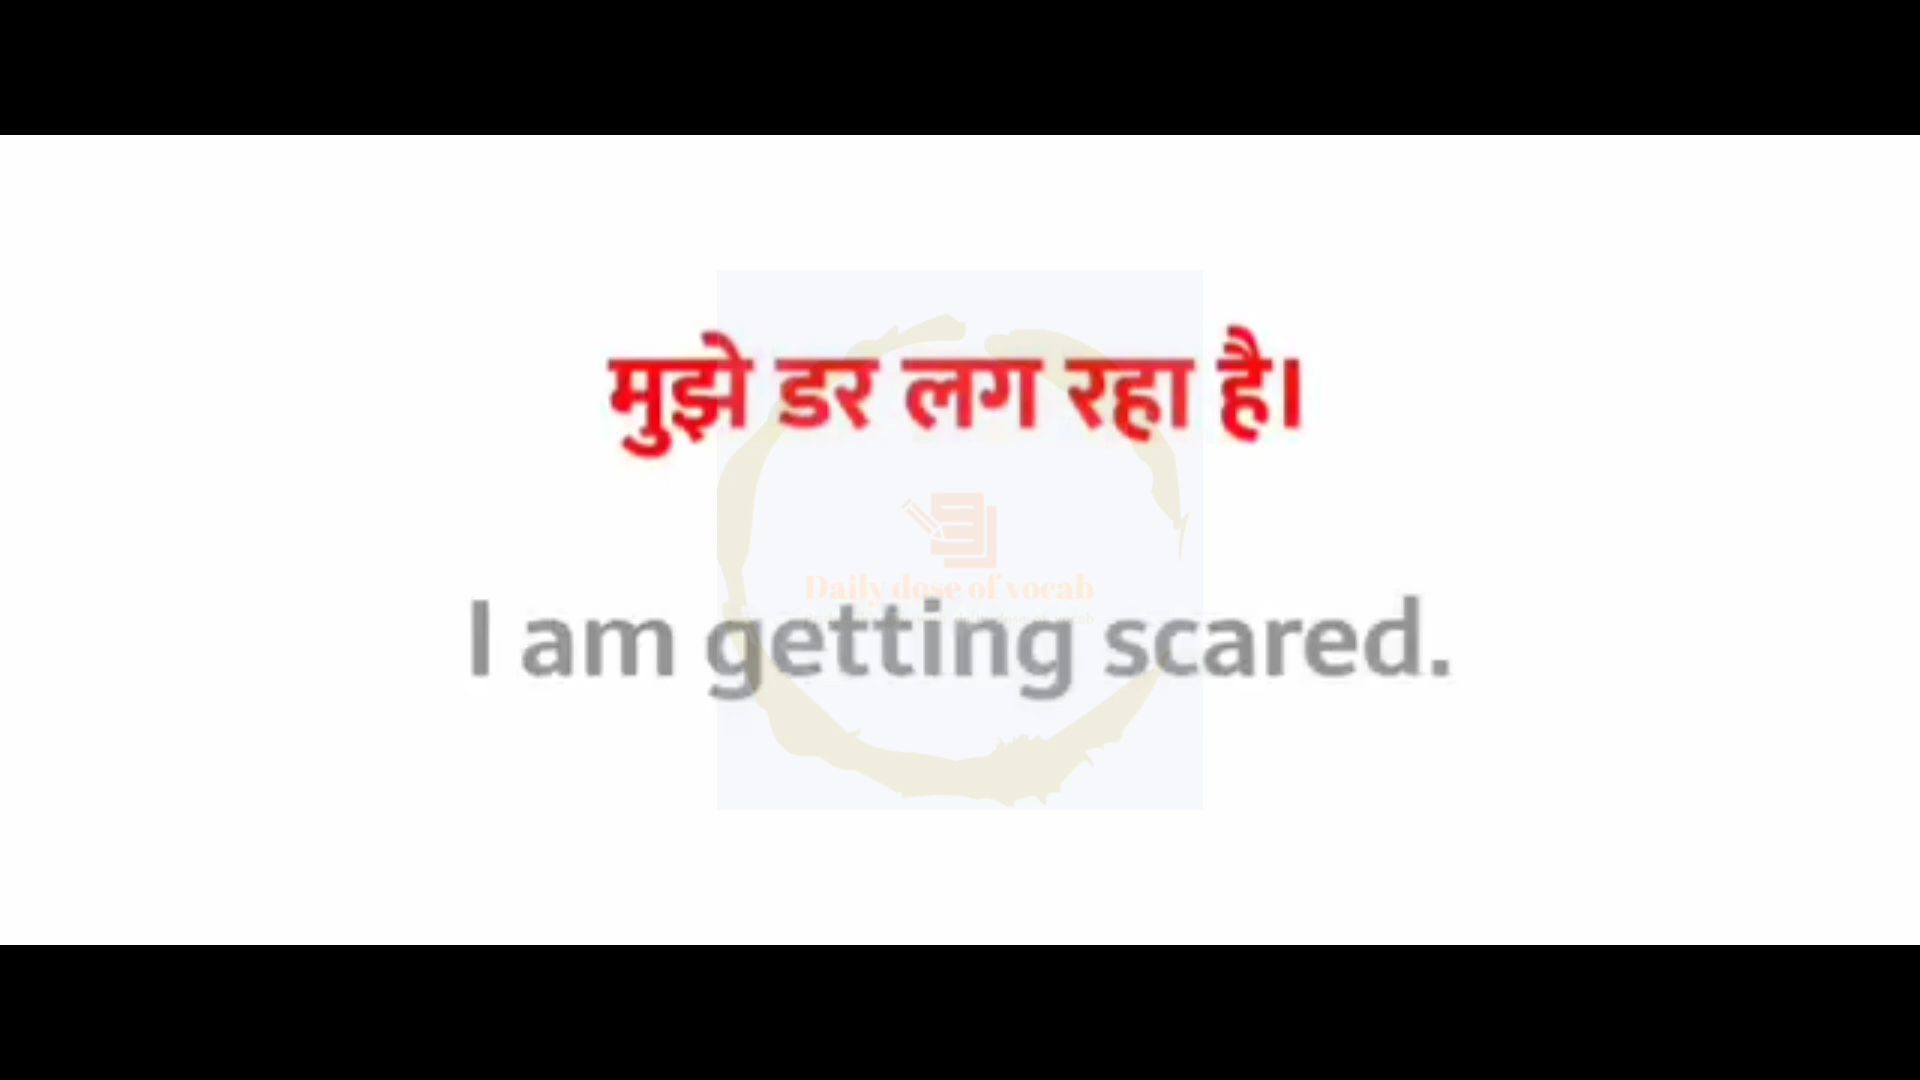 मुझे डर लग रहा है।
Daily dose of vocab
I am getting scared.